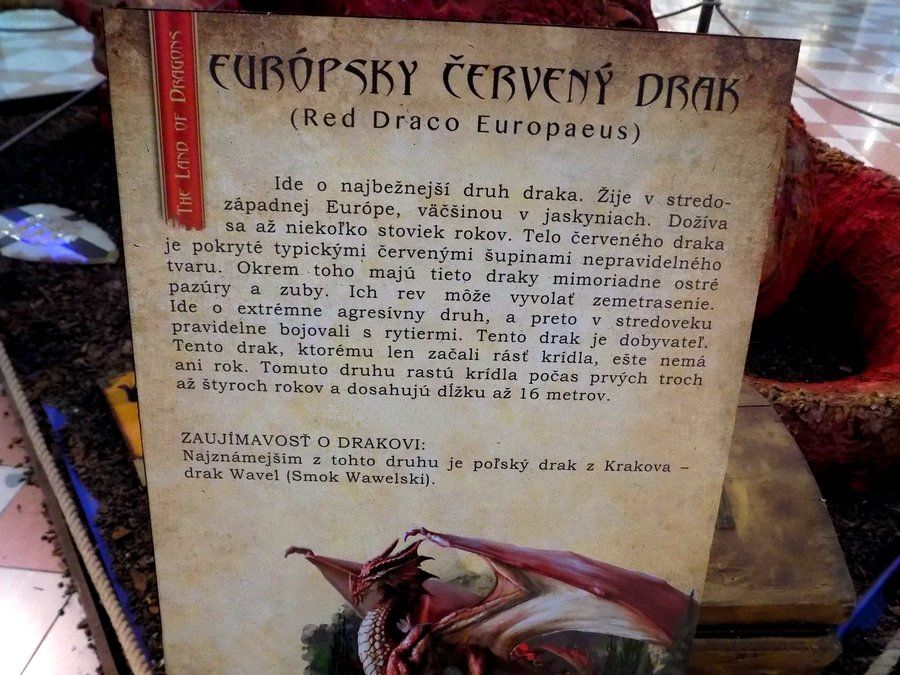 The Land of Dragons
EURÓPSKY ČERVENÝ DRAK
(Red Draco Europaeus)
Ide o najbežnejší druh draka. Žije v stredo-
západnej Európe, väčšinou v jaskyniach. Dožíva
sa až niekoľko stoviek rokov. Telo červeného draka
je pokryté typickými červenými šupinami nepravidelného
tvaru. Okrem toho majú tieto draky mimoriadne ostré
pazúry a zuby. Ich rev môže vyvolať zemetrasenie.
Ide o extrémne agresívny druh, a preto v stredoveku
pravidelne bojovali s rytiermi. Tento drak je dobyvateľ.
Tento drak, ktorému len začali rásť krídla, ešte nemá
ani rok. Tomuto druhu rastú krídla počas prvých troch
až štyroch rokov a dosahujú dĺžku až 16 metrov.
ZAUJÍMAVOSŤ O DRAKOVI:
Najznámejším z tohto druhu je poľský drak z Krakova –
drak Wavel (Smok Wawelski).